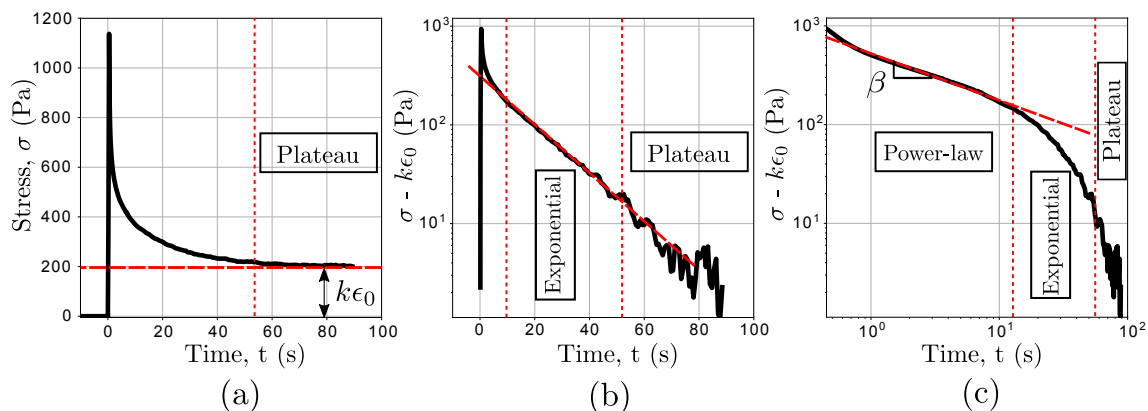 1200
1000
800
600
400
200
0
Stress, σ (Pa)
Plateau
kϵ₀
0 20 40 60 80 100
Time, t (s)
(a)
10³
10²
10¹
σ - kϵ₀ (Pa)
Plateau
Exponential
0 20 40 60 80 100
Time, t (s)
(b)
10³
10²
10¹
σ - kϵ₀ (Pa)
β
Power-law
Exponential
Plateau
10⁰ 10¹ 10²
Time, t (s)
(c)